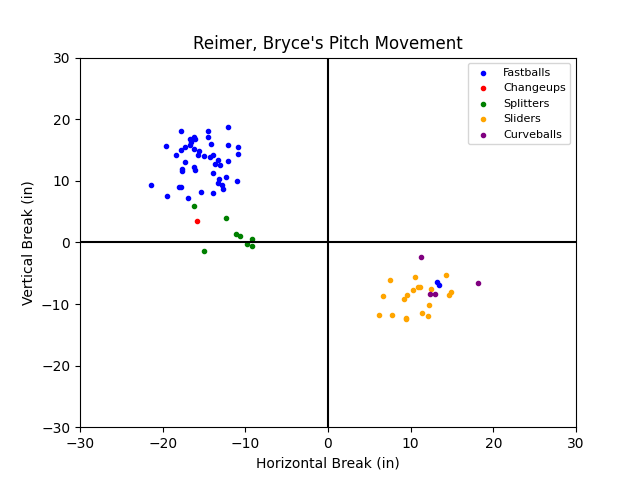 Reimer, Bryce's Pitch Movement
Fastballs
Changeups
Splitters
Sliders
Curveballs
Vertical Break (in)
30
20
10
0
−10
−20
−30
−30
−20
−10
0
10
20
30
Horizontal Break (in)